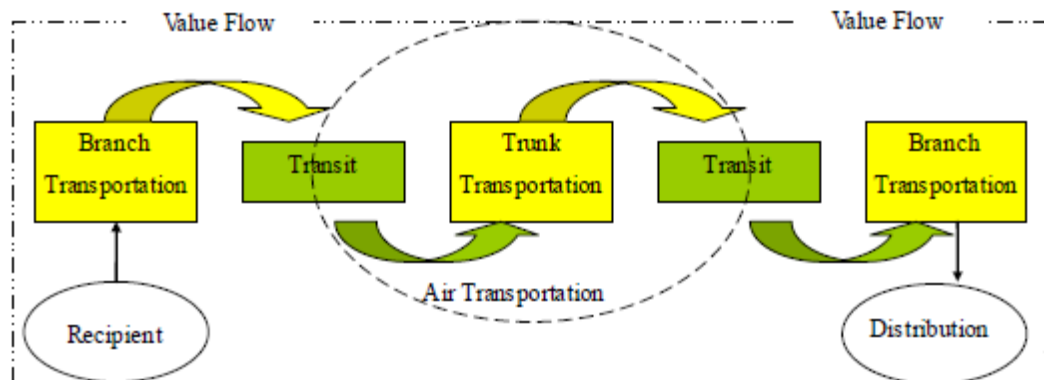 Value Flow
Value Flow
Branch
Transportation
Transit
Trunk
Transportation
Transit
Branch
Transportation
Air Transportation
Recipient
Distribution